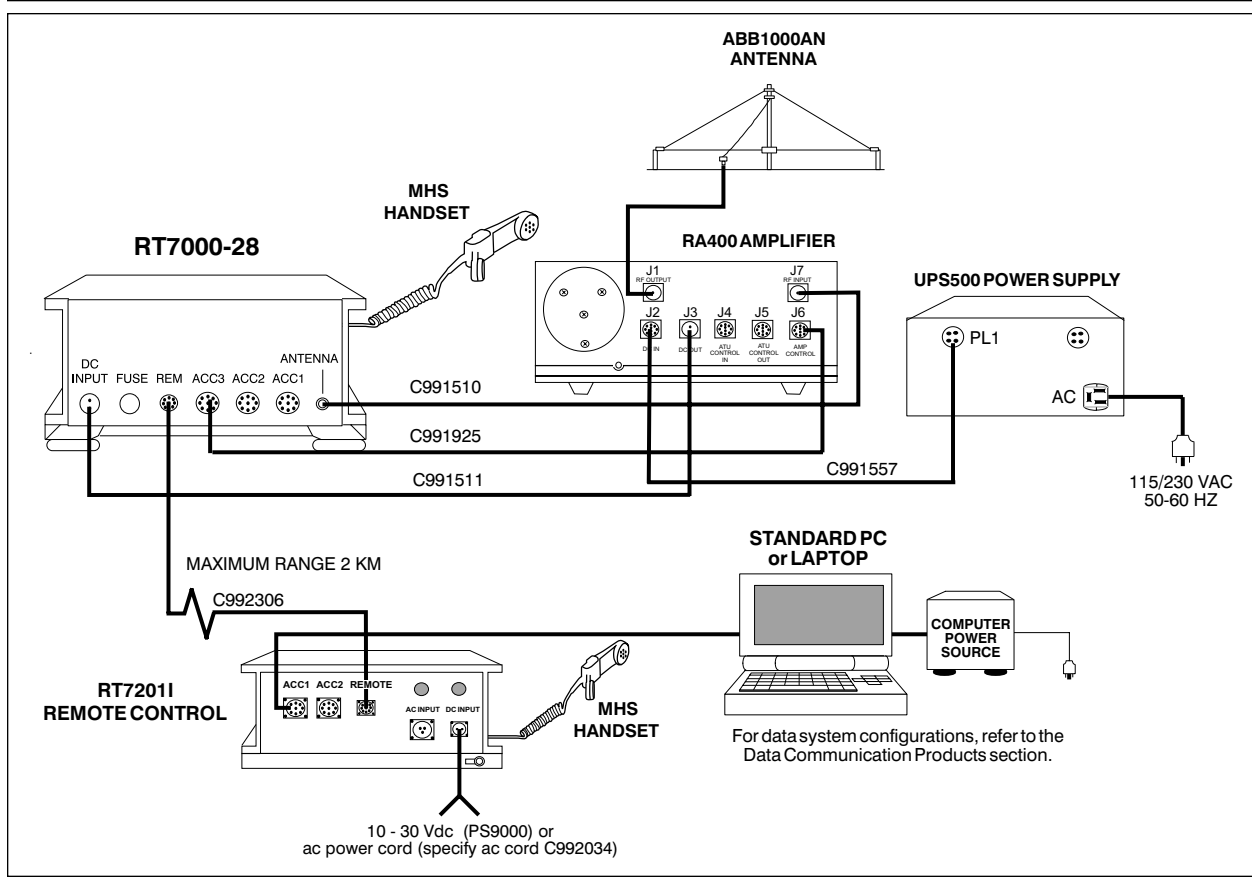 ABB1000AN
ANTENNA
MHS
HANDSET
RT7000-28
RA400 AMPLIFIER
UPS500 POWER SUPPLY
J1
RF OUTPUT
J7
RF INPUT
J2
J3
J4
J5
J6
DC IN
DC OUT
ATU
CONTROL
IN
ATU
CONTROL
OUT
AMP
CONTROL
PL1
AC
DC
INPUT
FUSE
REM
ACC3
ACC2
ACC1
ANTENNA
C991510
C991925
C991511
C991557
115/230 VAC
50-60 HZ
MAXIMUM RANGE 2 KM
C992306
STANDARD PC
or LAPTOP
COMPUTER
POWER
SOURCE
RT7201I
REMOTE CONTROL
ACC1
ACC2
REMOTE
AC INPUT
DC INPUT
MHS
HANDSET
For data system configurations, refer to the
Data Communication Products section.
10 - 30 Vdc (PS9000) or
ac power cord (specify ac cord C992034)